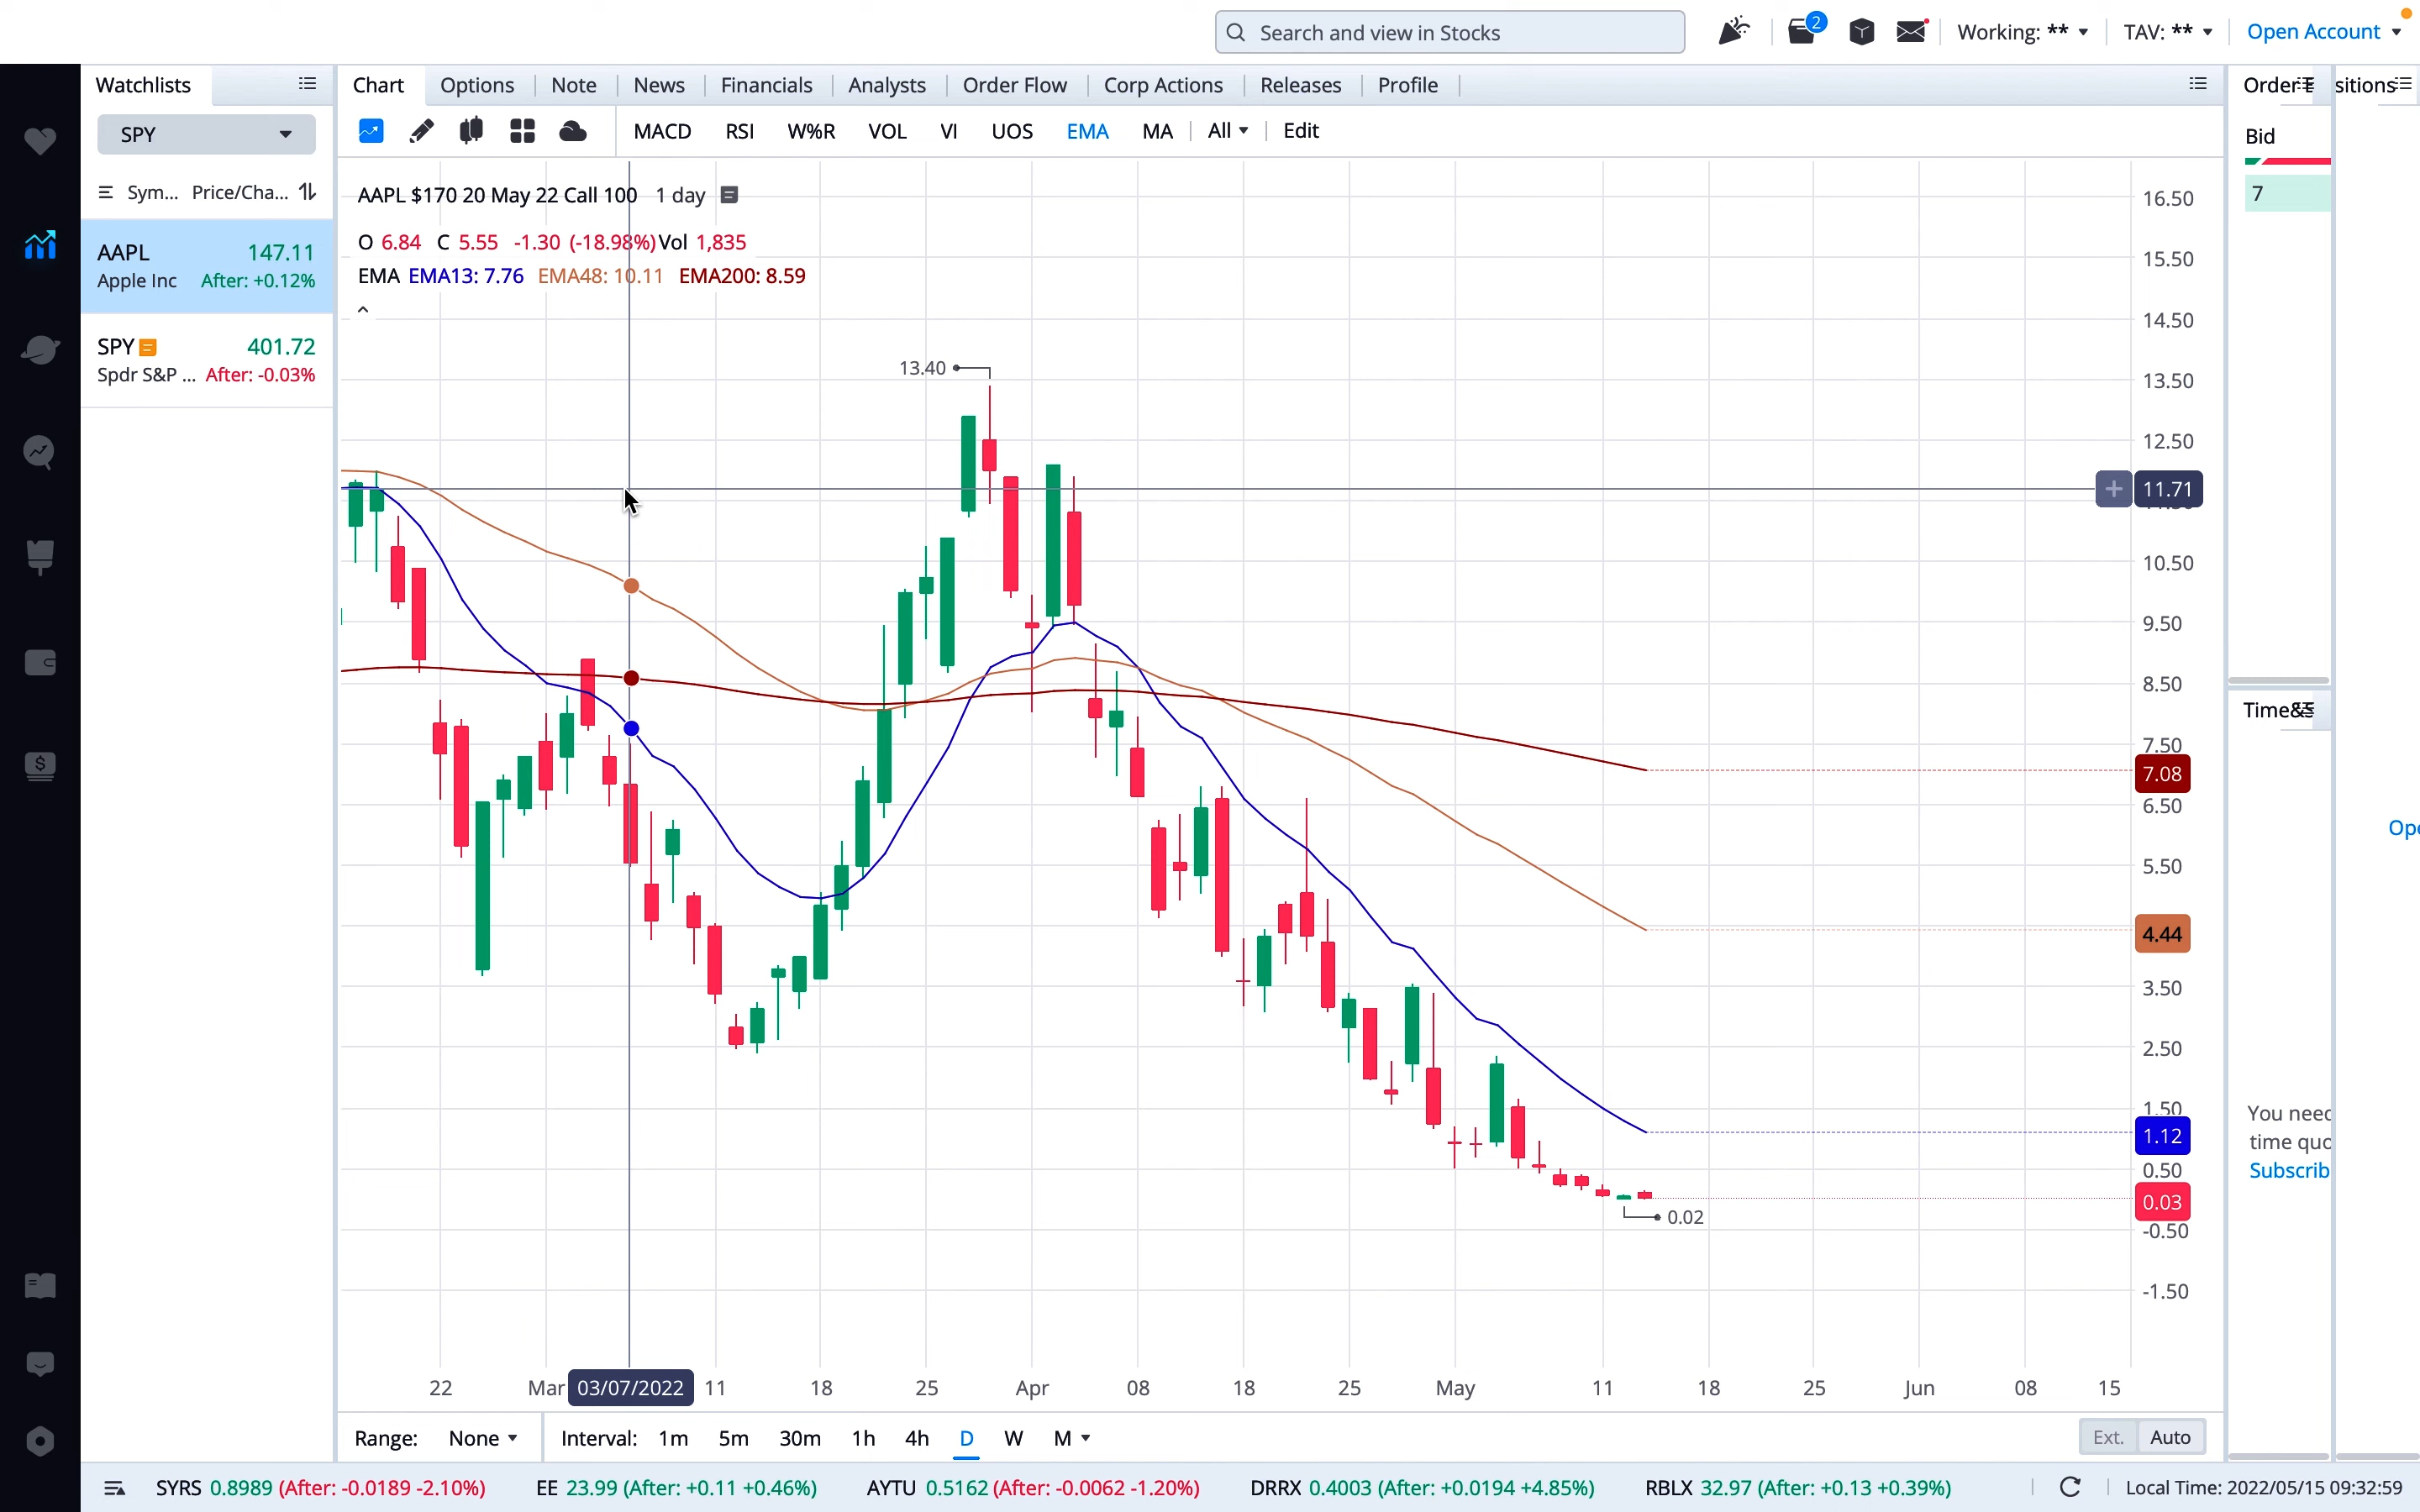 Search and view in Stocks
2
Working: **
TAV: **
Open Account
Watchlists
SPY
Sym... Price/Cha...
AAPL 147.11
Apple Inc After: +0.12%
SPY 401.72
Spdr S&P ... After: -0.03%
Chart Options Note News Financials Analysts Order Flow Corp Actions Releases Profile
MACD RSI W%R VOL VI UOS EMA MA All Edit
AAPL $170 20 May 22 Call 100 1 day
O 6.84 C 5.55 -1.30 (-18.98%) Vol 1,835
EMA EMA13: 7.76 EMA48: 10.11 EMA200: 8.59
13.40
0.02
16.50
15.50
14.50
13.50
12.50
11.71
10.50
9.50
8.50
7.50
7.08
6.50
5.50
4.44
3.50
2.50
1.50
1.12
0.50
0.03
-0.50
-1.50
22 Mar 03/07/2022 11 18 25 Apr 08 18 25 May 11 18 25 Jun 08 15
Range: None Interval: 1m 5m 30m 1h 4h D W M
Ext. Auto
Order
sitions
Bid
7
Time&S
Ope
You need
time quo
Subscrib
SYRS 0.8989 (After: -0.0189 -2.10%) EE 23.99 (After: +0.11 +0.46%) AYTU 0.5162 (After: -0.0062 -1.20%) DRRX 0.4003 (After: +0.0194 +4.85%) RBLX 32.97 (After: +0.13 +0.39%) Local Time: 2022/05/15 09:32:59